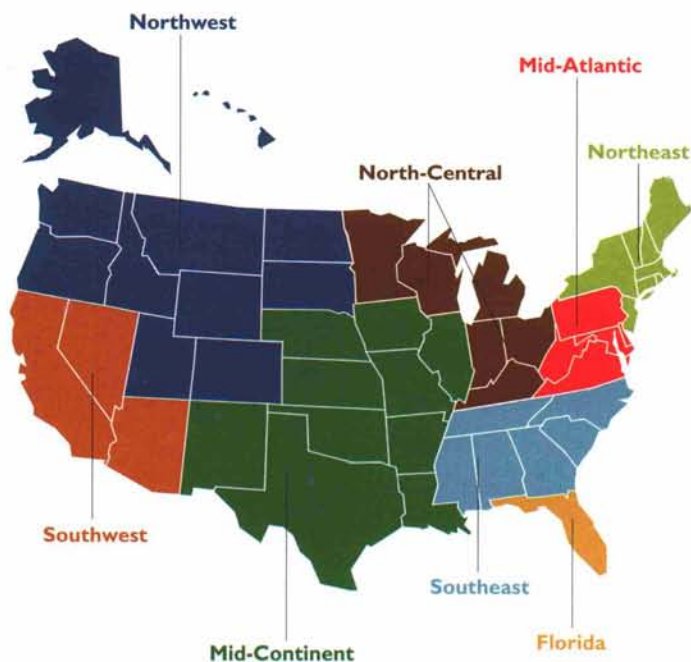 Northwest
Mid-Atlantic
Northeast
North-Central
Southwest
Southeast
Mid-Continent
Florida